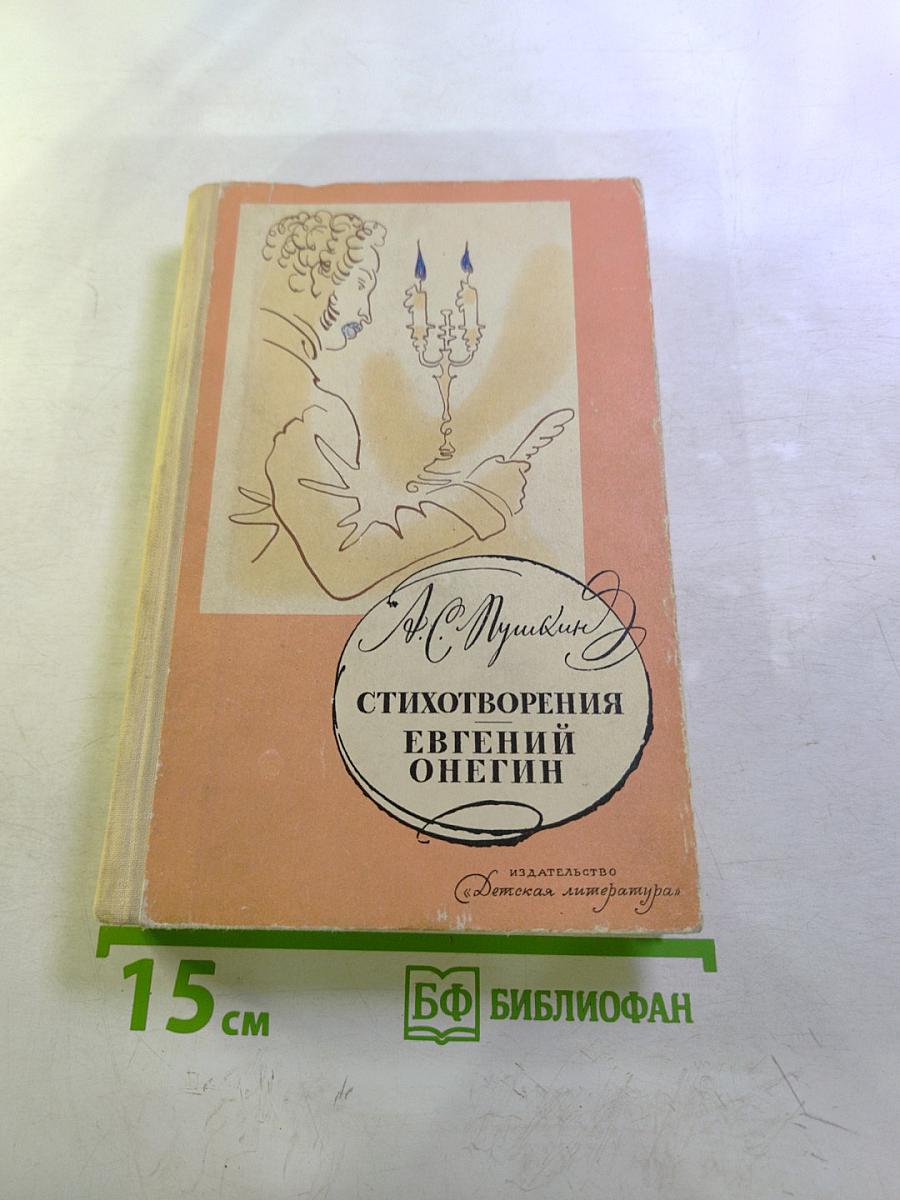 А. С. Пушкин
СТИХОТВОРЕНИЯ
ЕВГЕНИЙ
ОНЕГИН
ИЗДАТЕЛЬСТВО
«Детская литература»
15 см
БФ БИБЛИОФАН